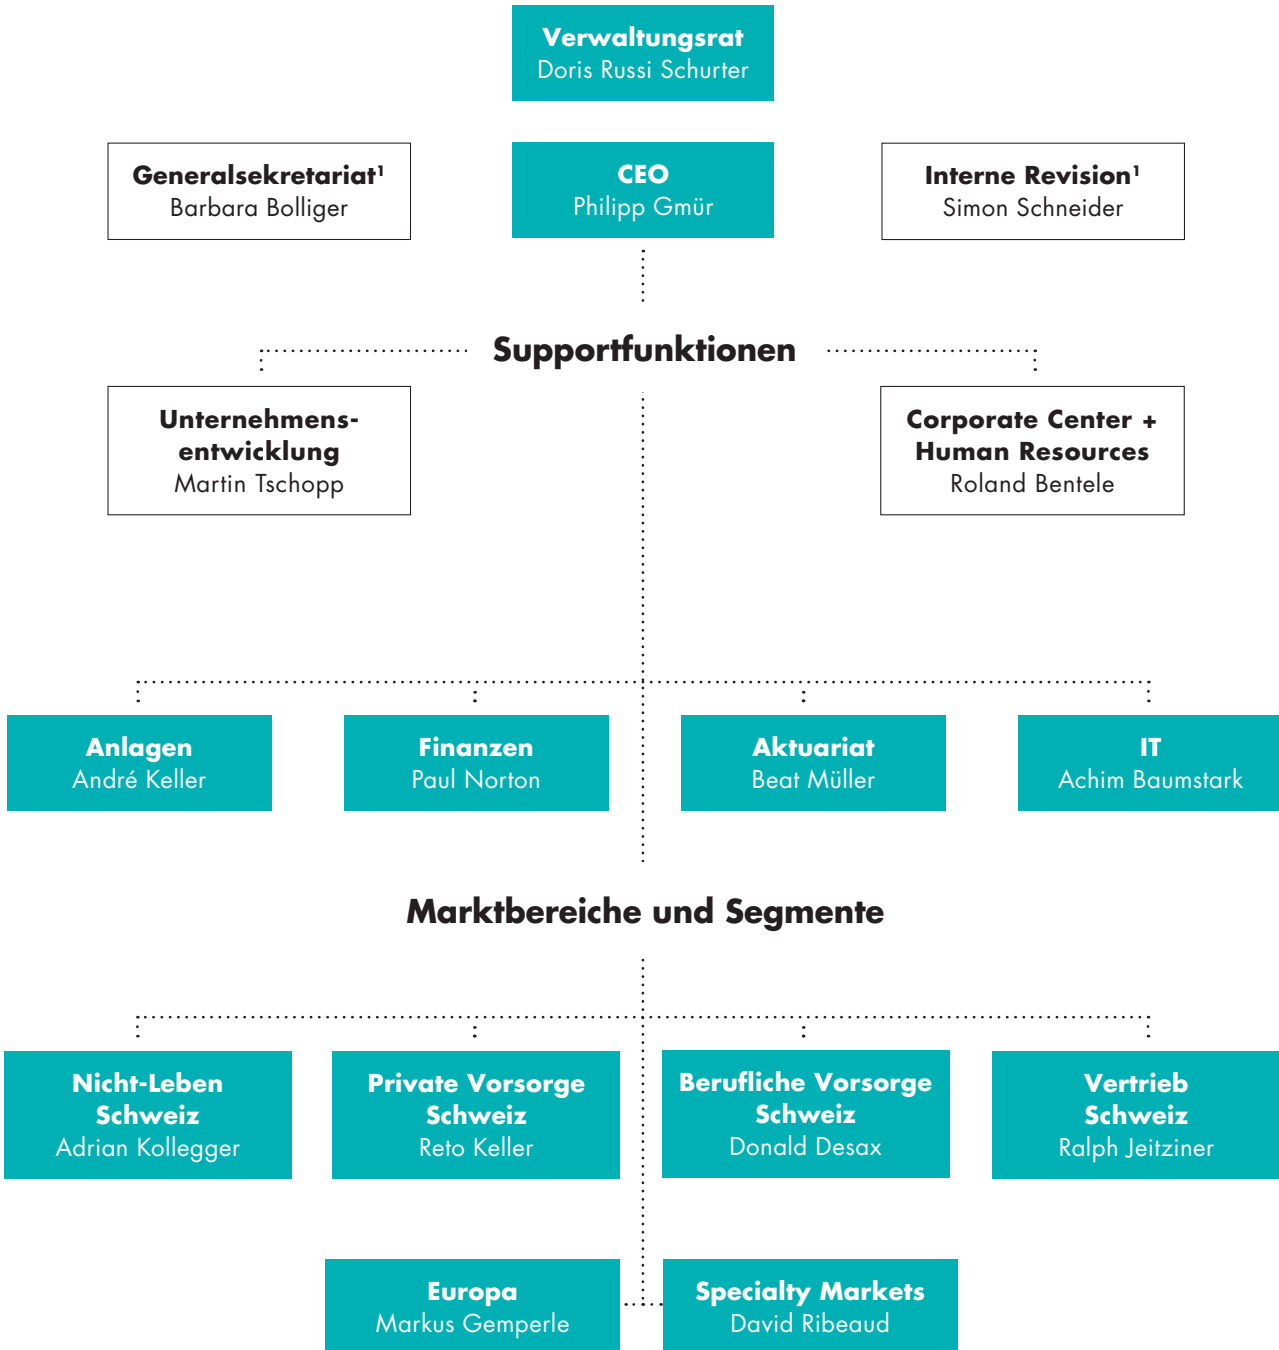 Verwaltungsrat
Doris Russi Schurter
Generalsekretariat¹
Barbara Bolliger
CEO
Philipp Gmür
Interne Revision¹
Simon Schneider
Supportfunktionen
Unternehmens-
entwicklung
Martin Tschopp
Corporate Center +
Human Resources
Roland Bentele
Anlagen
André Keller
Finanzen
Paul Norton
Aktuariat
Beat Müller
IT
Achim Baumstark
Marktbereiche und Segmente
Nicht-Leben
Schweiz
Adrian Kollegger
Private Vorsorge
Schweiz
Reto Keller
Berufliche Vorsorge
Schweiz
Donald Desax
Vertrieb
Schweiz
Ralph Jeitziner
Europa
Markus Gemperle
Specialty Markets
David Ribeaud